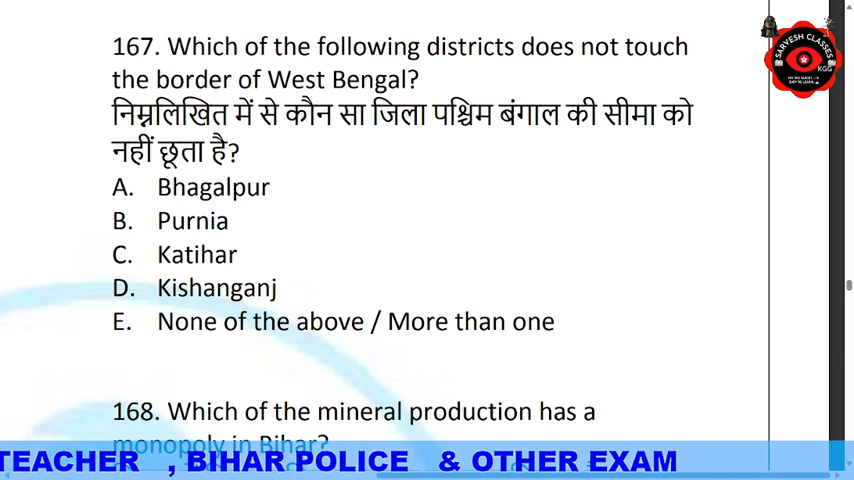 167. Which of the following districts does not touch
the border of West Bengal?
निम्नलिखित में से कौन सा जिला पश्चिम बंगाल की सीमा को
नहीं छूता है?
A. Bhagalpur
B. Purnia
C. Katihar
D. Kishanganj
E. None of the above / More than one
168. Which of the mineral production has a
monopoly in Bihar?
TEACHER , BIHAR POLICE & OTHER EXAM
SARVESH CLASSES
KGG